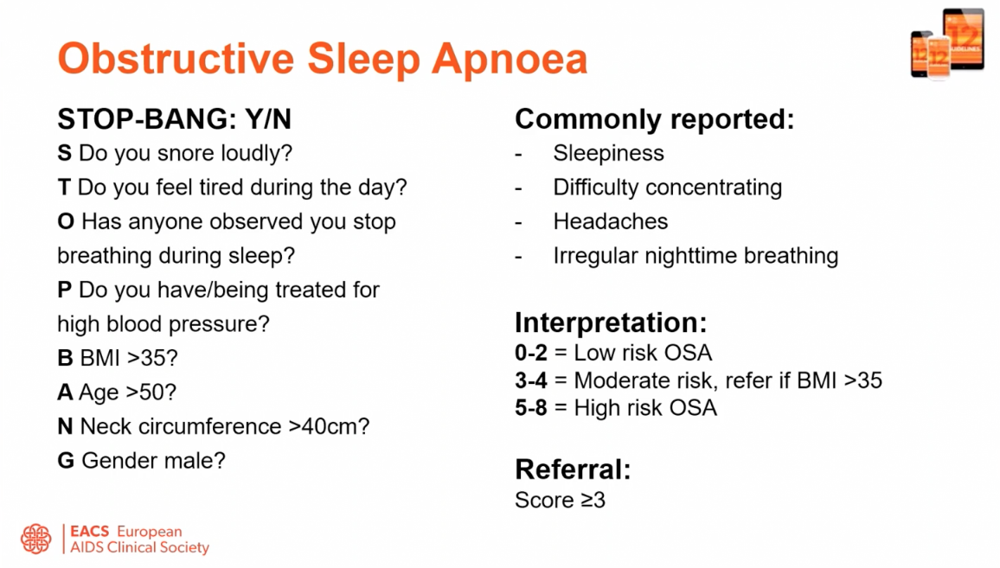 Obstructive Sleep Apnoea
STOP-BANG: Y/N
S Do you snore loudly?
T Do you feel tired during the day?
O Has anyone observed you stop
breathing during sleep?
P Do you have/being treated for
high blood pressure?
B BMI >35?
A Age >50?
N Neck circumference >40cm?
G Gender male?
Commonly reported:
- Sleepiness
- Difficulty concentrating
- Headaches
- Irregular nighttime breathing
Interpretation:
0-2 = Low risk OSA
3-4 = Moderate risk, refer if BMI >35
5-8 = High risk OSA
Referral:
Score ≥3
EACS European
AIDS Clinical Society
12
GUIDELINES
12
12